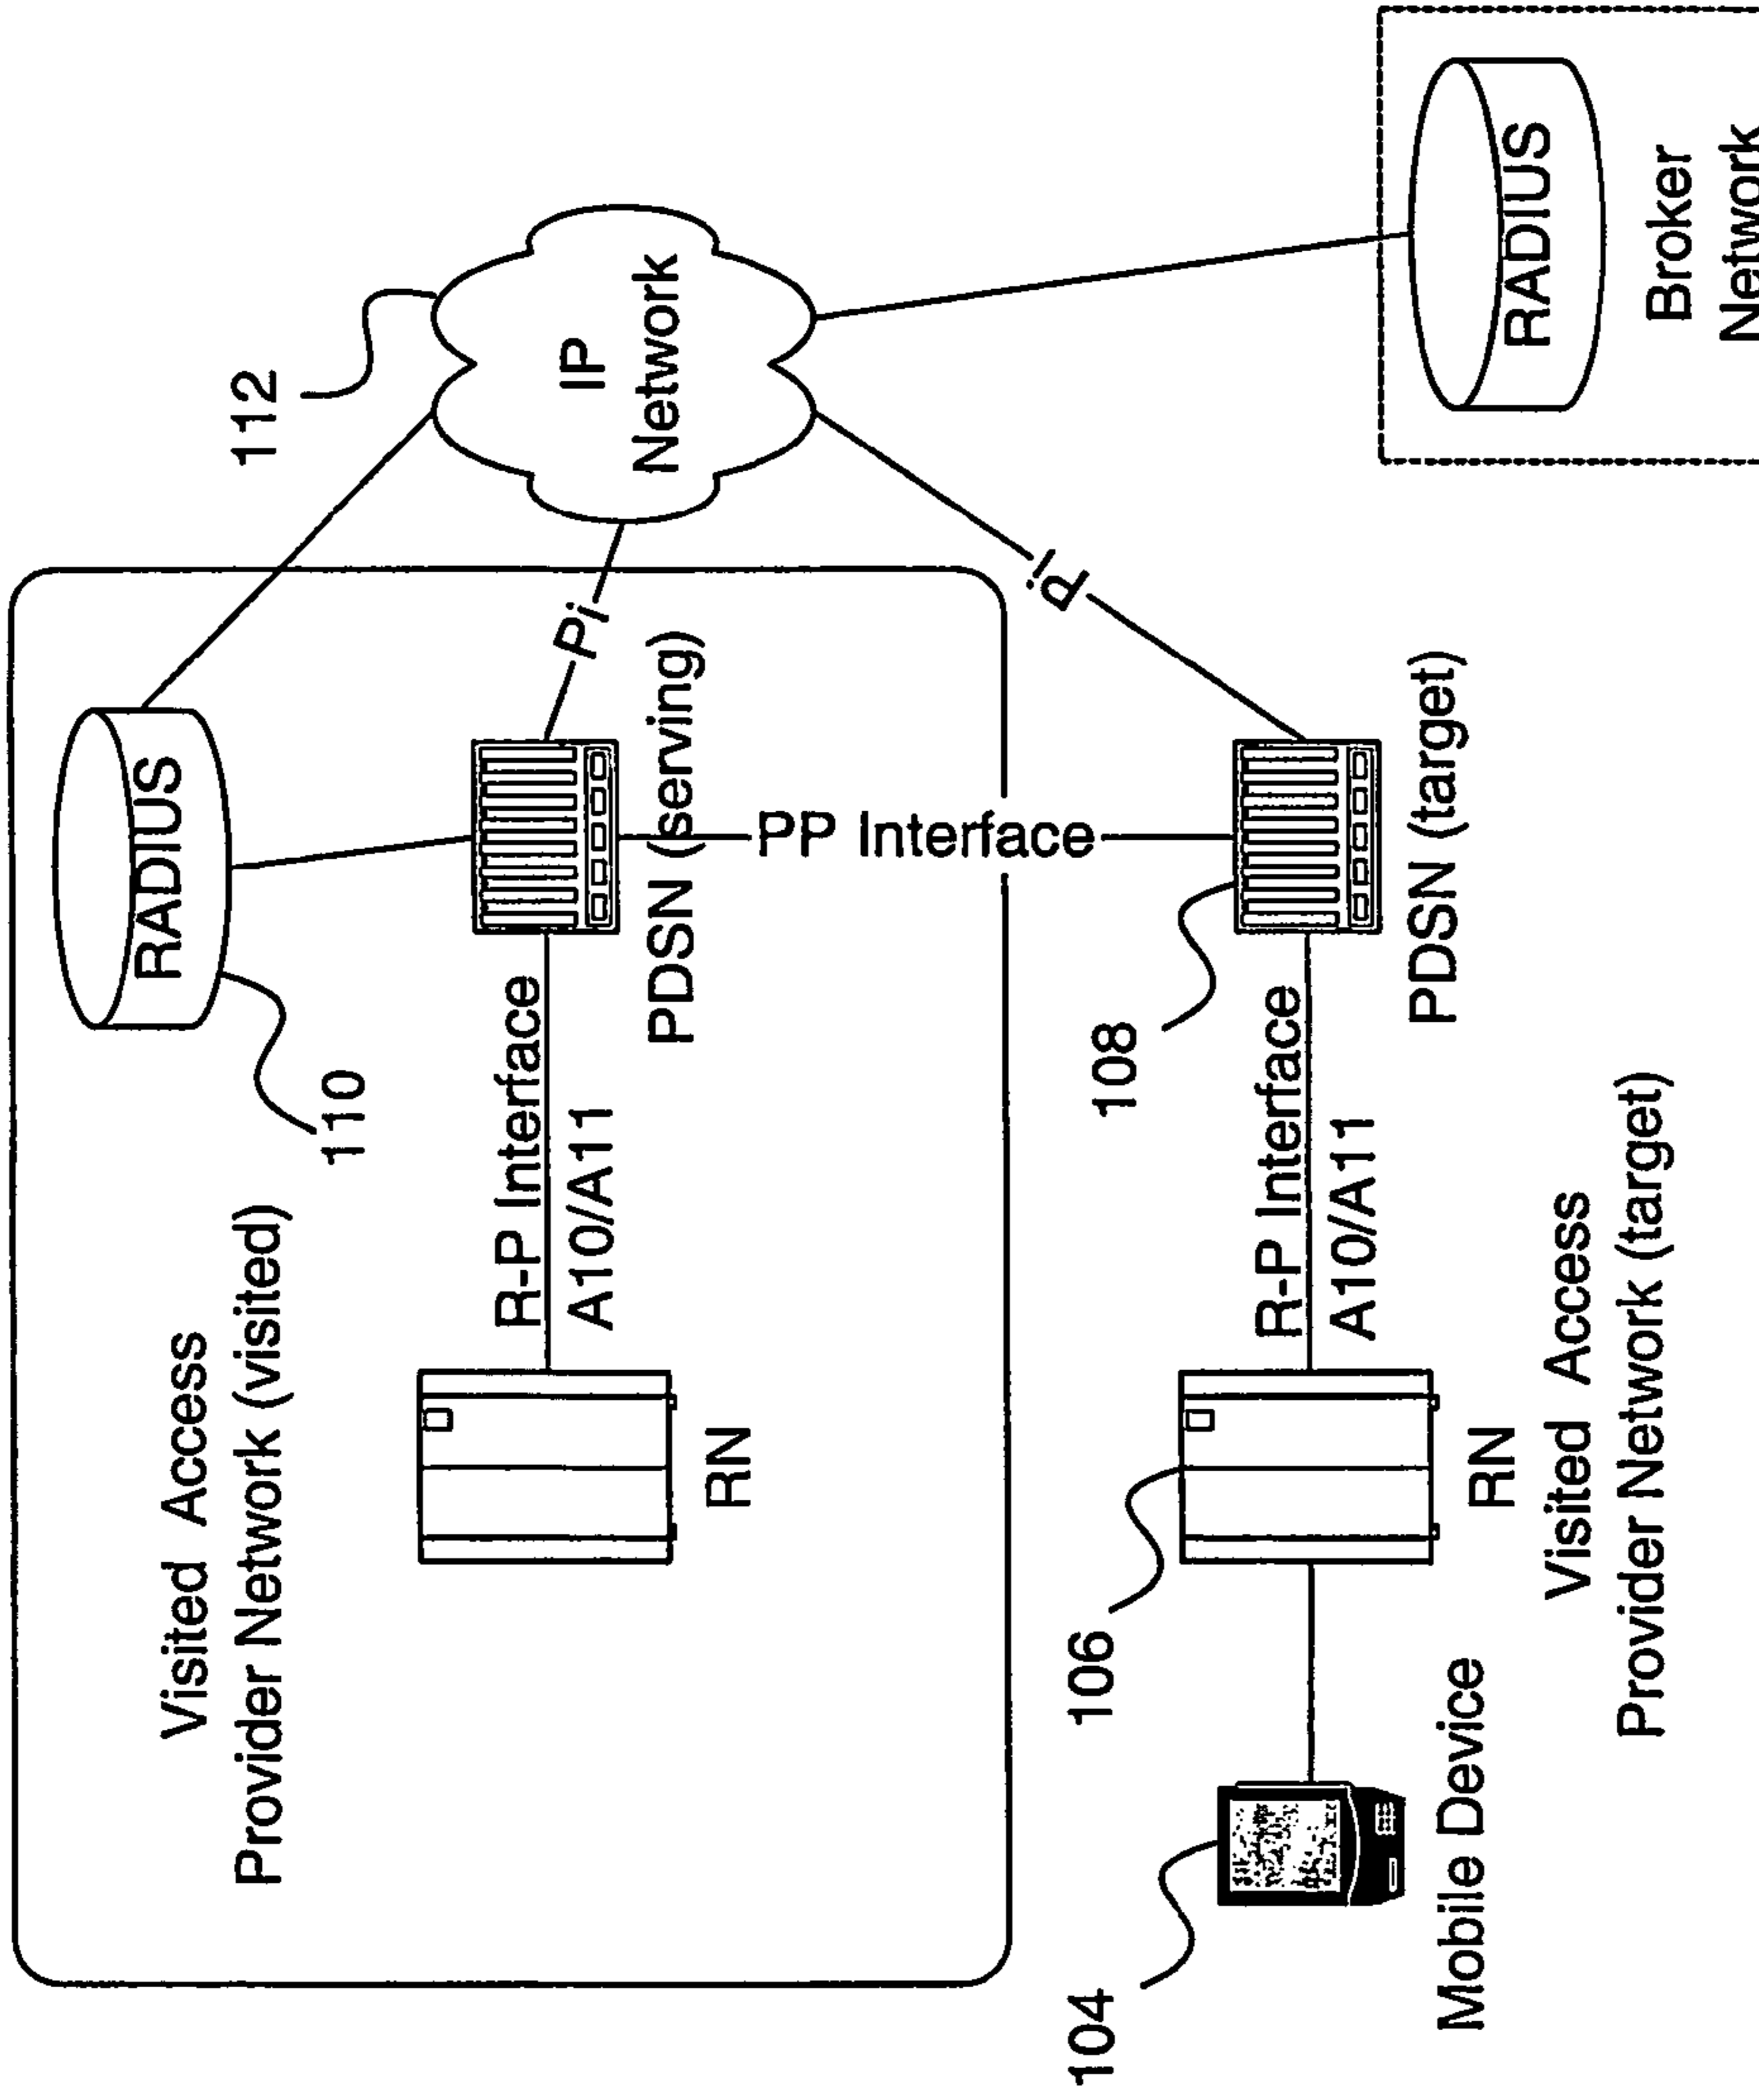 Visited Access
Provider Network (visited)
RADIUS
110
112
R-P Interface
A10/A11
RN
PDSN (serving)
Pi
IP
Network
PP Interface
Pi
104
106
108
Mobile Device
R-P Interface
A10/A11
RN
PDSN (target)
Visited Access
Provider Network (target)
RADIUS
Broker
Network